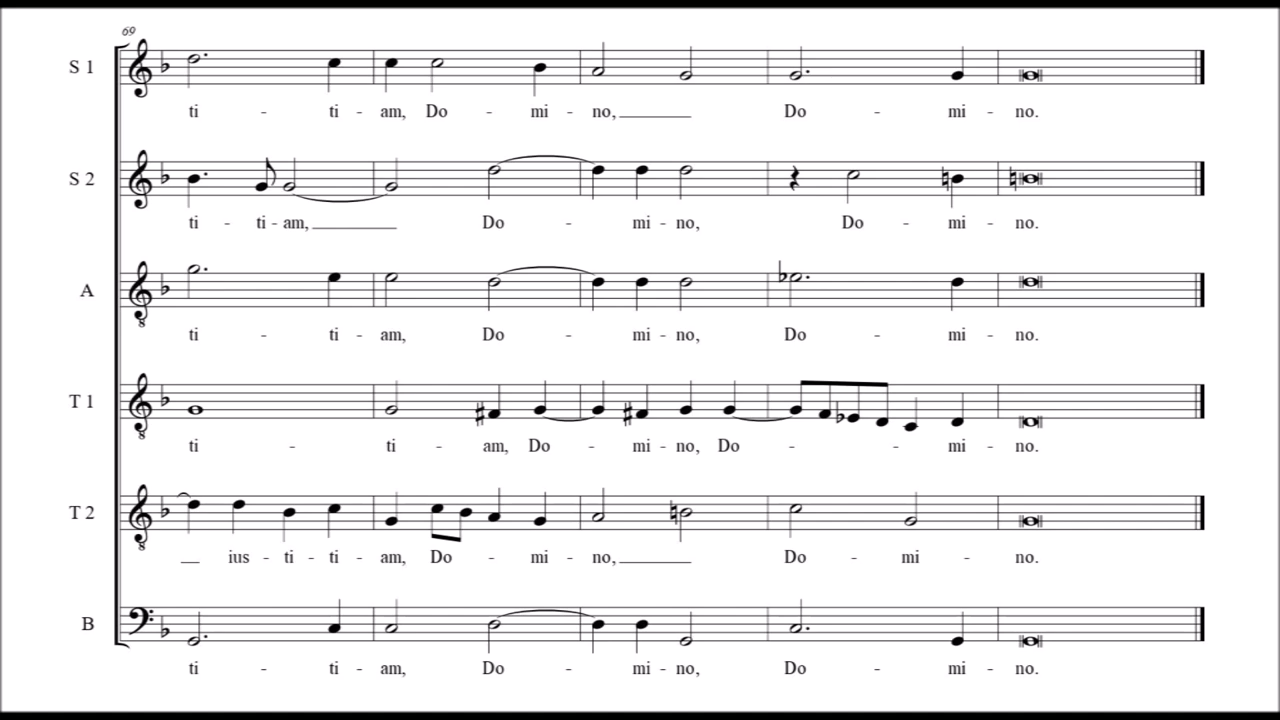 69
S 1
ti - ti - am, Do - mi - no, Do - mi - no.
S 2
ti - ti - am, Do - mi - no, Do - mi - no.
A
ti - ti - am, Do - mi - no, Do - mi - no.
T 1
ti - ti - am, Do - mi - no, Do - mi - no.
T 2
ius - ti - ti - am, Do - mi - no, Do - mi - no.
B
ti - ti - am, Do - mi - no, Do - mi - no.